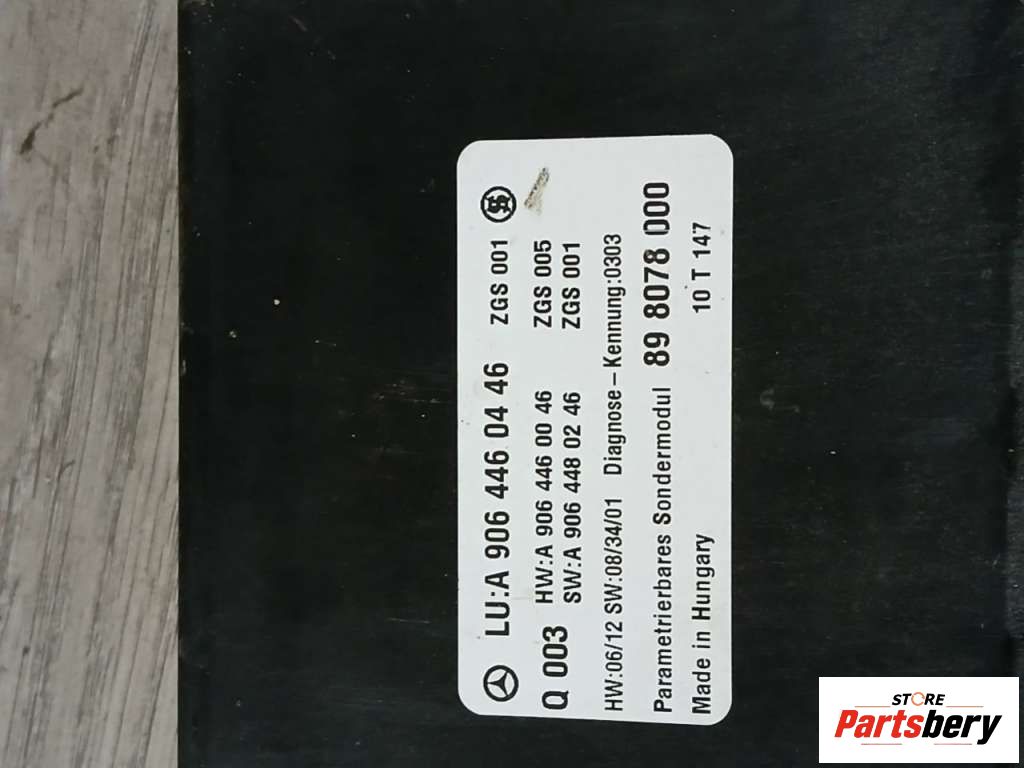 LU:A 906 446 04 46 ZGS 001
Q 003 HW:A 906 446 00 46 ZGS 005
SW:A 906 448 02 46 ZGS 001
HW:06/12 SW:08/34/01 Diagnose–Kennung:0303
Parametrierbares Sondermodul 89 8078 000
Made in Hungary 10 T 147
STORE
Partsbery